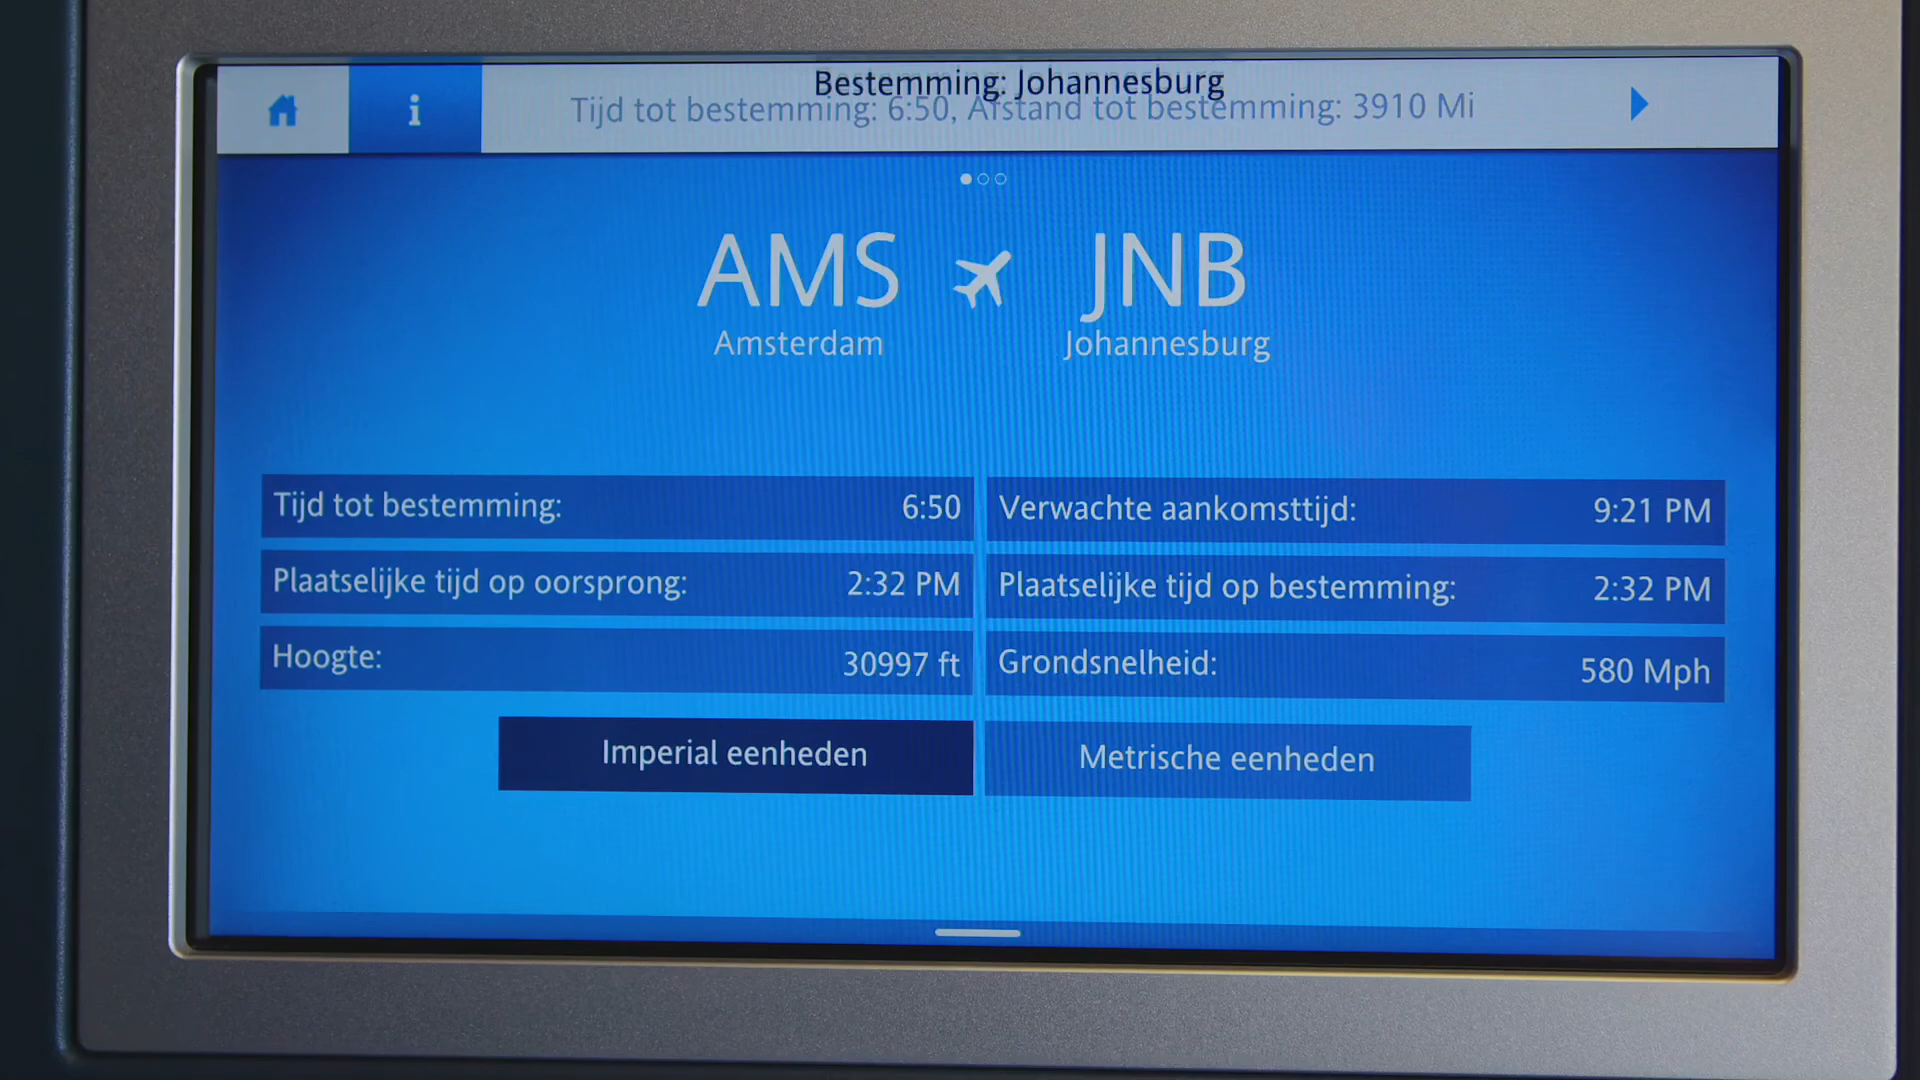 Bestemming: Johannesburg
Tijd tot bestemming: 6:50, Afstand tot bestemming: 3910 Mi
AMS JNB
Amsterdam Johannesburg
Tijd tot bestemming: 6:50 Verwachte aankomsttijd: 9:21 PM
Plaatselijke tijd op oorsprong: 2:32 PM Plaatselijke tijd op bestemming: 2:32 PM
Hoogte: 30997 ft Grondsnelheid: 580 Mph
Imperial eenheden Metrische eenheden